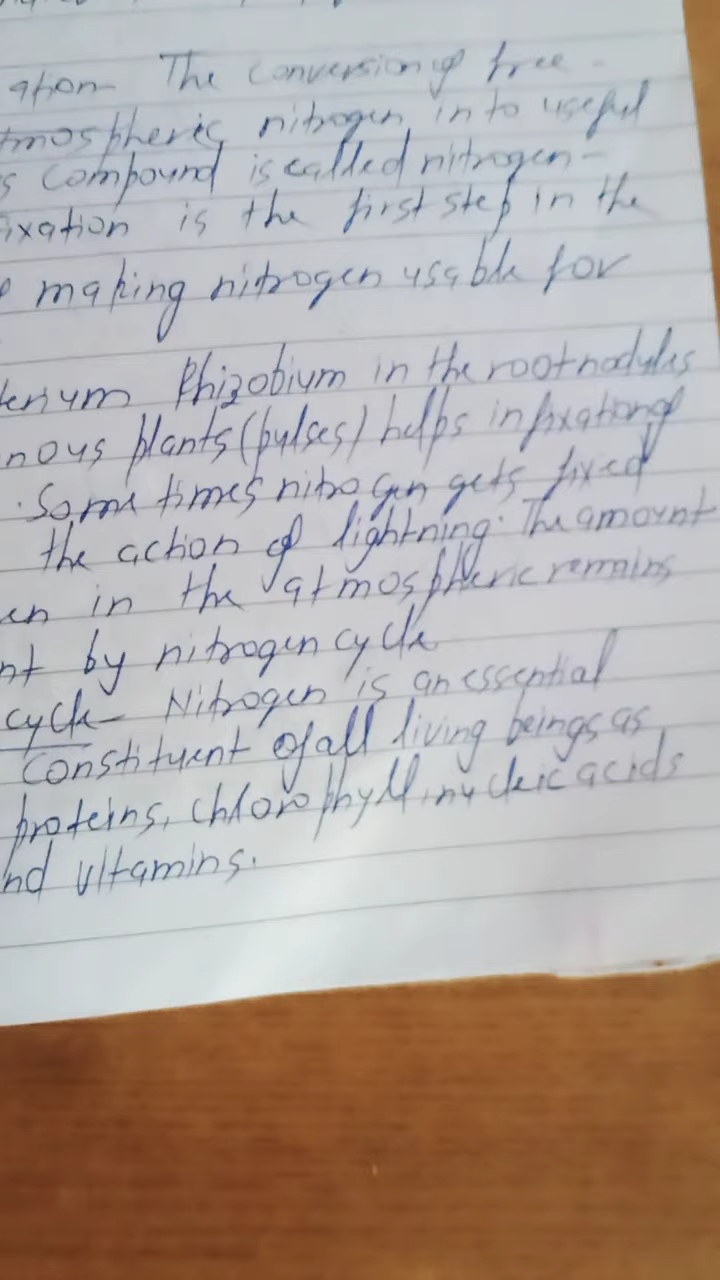 ation- The conversion of free-
tmospheric nitrogen into useful
s compound is called nitrogen-
ixation is the first step in the
making nitrogen usable for
terium Rhizobium in the root nodules
nous plants (pulses) helps in fixation of
. Some times nitrogen gets fixed
the action of lightning. The amount
en in the atmospheric remains
nt by nitrogen cycle
cycle- Nitrogen is an essential
constituent of all living beings as
proteins, chlorophyll, nucleic acids
nd vitamins.